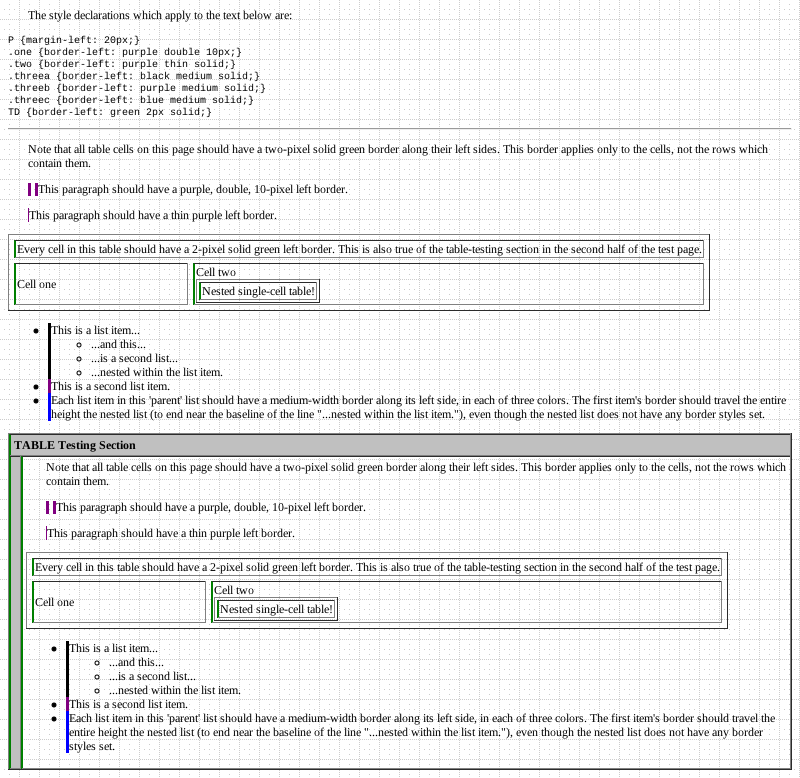 The style declarations which apply to the text below are:
P {margin-left: 20px;}
.one {border-left: purple double 10px;}
.two {border-left: purple thin solid;}
.threea {border-left: black medium solid;}
.threeb {border-left: purple medium solid;}
.threec {border-left: blue medium solid;}
TD {border-left: green 2px solid;}
Note that all table cells on this page should have a two-pixel solid green border along their left sides. This border applies only to the cells, not the rows which
contain them.
This paragraph should have a purple, double, 10-pixel left border.
This paragraph should have a thin purple left border.
Every cell in this table should have a 2-pixel solid green left border. This is also true of the table-testing section in the second half of the test page.
Cell one
Cell two
Nested single-cell table!
This is a list item...
...and this...
...is a second list...
...nested within the list item.
This is a second list item.
Each list item in this 'parent' list should have a medium-width border along its left side, in each of three colors. The first item's border should travel the entire
height the nested list (to end near the baseline of the line "...nested within the list item."), even though the nested list does not have any border styles set.
TABLE Testing Section
Note that all table cells on this page should have a two-pixel solid green border along their left sides. This border applies only to the cells, not the rows which
contain them.
This paragraph should have a purple, double, 10-pixel left border.
This paragraph should have a thin purple left border.
Every cell in this table should have a 2-pixel solid green left border. This is also true of the table-testing section in the second half of the test page.
Cell one
Cell two
Nested single-cell table!
This is a list item...
...and this...
...is a second list...
...nested within the list item.
This is a second list item.
Each list item in this 'parent' list should have a medium-width border along its left side, in each of three colors. The first item's border should travel the
entire height the nested list (to end near the baseline of the line "...nested within the list item."), even though the nested list does not have any border
styles set.